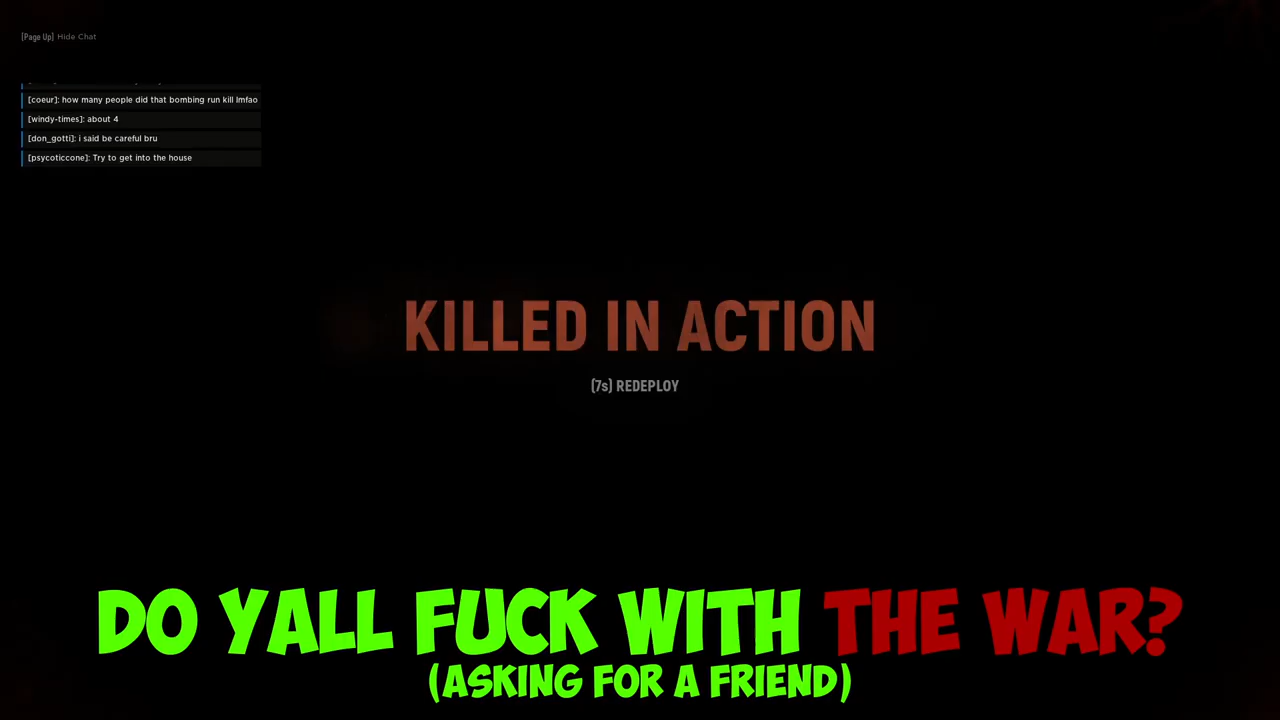 [Page Up] Hide Chat
[coeur]: how many people did that bombing run kill lmfao
[windy-times]: about 4
[don_gotti]: i said be careful bru
[psycoticcone]: Try to get into the house
KILLED IN ACTION
(7s) REDEPLOY
DO YALL FUCK WITH THE WAR?
(ASKING FOR A FRIEND)